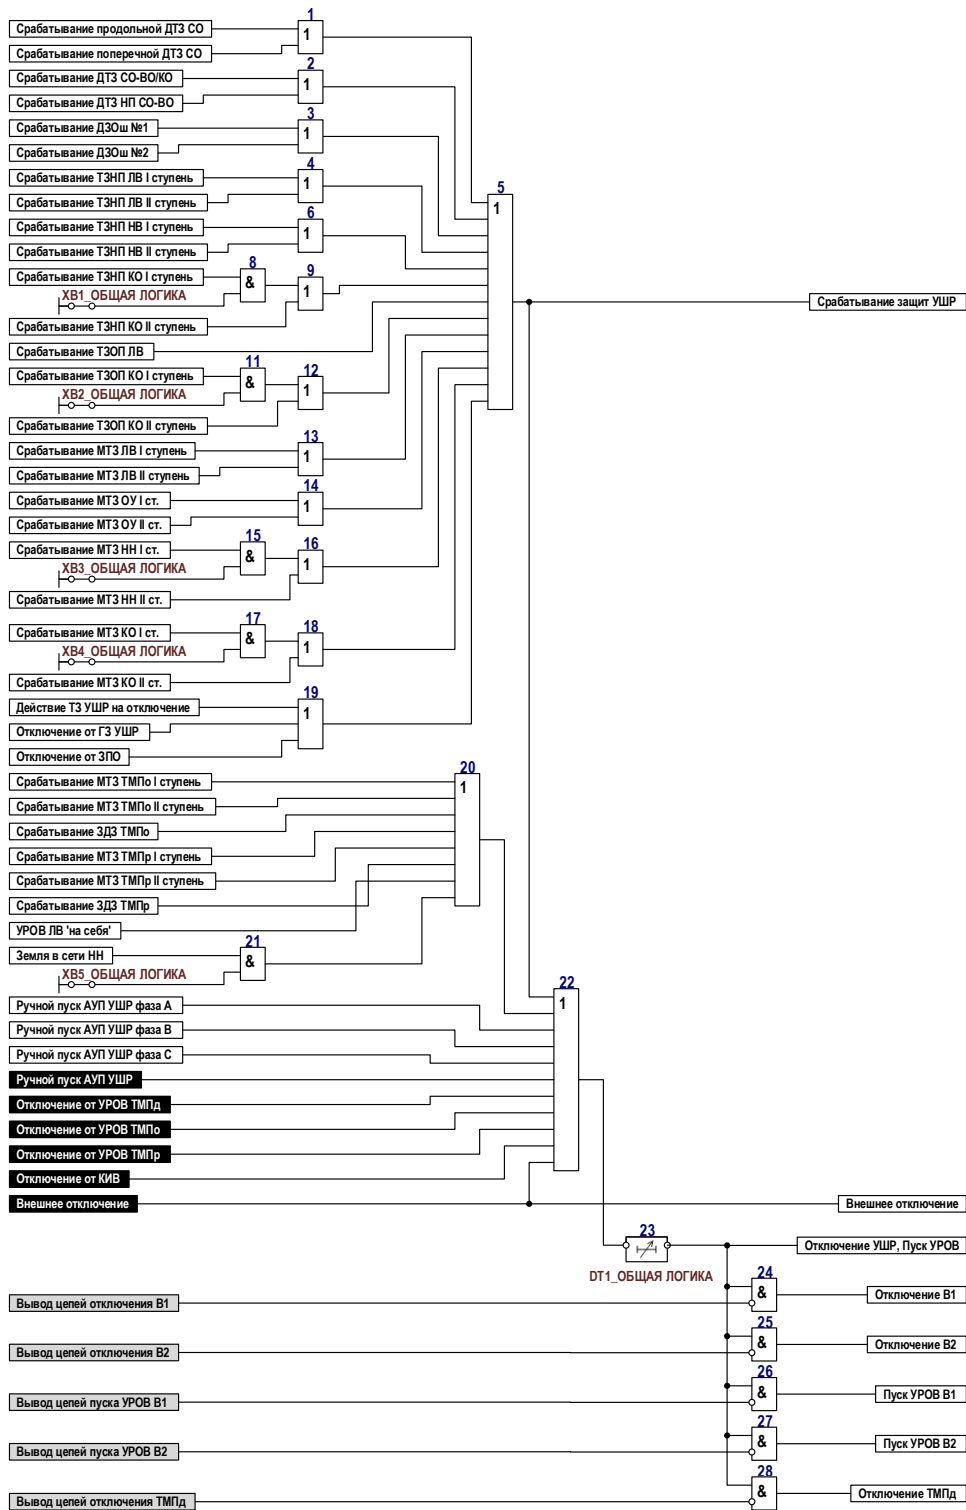 1
Срабатывание продольной ДТЗ СО
1
Срабатывание поперечной ДТЗ СО
2
Срабатывание ДТЗ СО-ВО/КО
1
Срабатывание ДТЗ НП СО-ВО
3
Срабатывание ДЗОш №1
1
Срабатывание ДЗОш №2
4
Срабатывание ТЗНП ЛВ I ступень
1
Срабатывание ТЗНП ЛВ II ступень
5
1
6
Срабатывание ТЗНП НВ I ступень
1
Срабатывание ТЗНП НВ II ступень
8
Срабатывание ТЗНП КО I ступень
&
9
1
XB1_ОБЩАЯ ЛОГИКА
Срабатывание защит УШР
Срабатывание ТЗНП КО II ступень
Срабатывание ТЗОП ЛВ
11
Срабатывание ТЗОП КО I ступень
&
12
1
XB2_ОБЩАЯ ЛОГИКА
Срабатывание ТЗОП КО II ступень
13
Срабатывание МТЗ ЛВ I ступень
1
Срабатывание МТЗ ЛВ II ступень
14
Срабатывание МТЗ ОУ I ст.
1
Срабатывание МТЗ ОУ II ст.
15
Срабатывание МТЗ НН I ст.
&
16
1
XB3_ОБЩАЯ ЛОГИКА
Срабатывание МТЗ НН II ст.
17
Срабатывание МТЗ КО I ст.
&
18
1
XB4_ОБЩАЯ ЛОГИКА
Срабатывание МТЗ КО II ст.
19
Действие ТЗ УШР на отключение
1
Отключение от ГЗ УШР
Отключение от ЗПО
20
Срабатывание МТЗ ТМПо I ступень
1
Срабатывание МТЗ ТМПо II ступень
Срабатывание ЗДЗ ТМПо
Срабатывание МТЗ ТМПр I ступень
Срабатывание МТЗ ТМПр II ступень
Срабатывание ЗДЗ ТМПр
УРОВ ЛВ 'на себя'
21
Земля в сети НН
&
XB5_ОБЩАЯ ЛОГИКА
22
Ручной пуск АУП УШР фаза А
1
Ручной пуск АУП УШР фаза В
Ручной пуск АУП УШР фаза С
Ручной пуск АУП УШР
Отключение от УРОВ ТМПд
Отключение от УРОВ ТМПо
Отключение от УРОВ ТМПр
Отключение от КИВ
Внешнее отключение
Внешнее отключение
23
Отключение УШР, Пуск УРОВ
DT1_ОБЩАЯ ЛОГИКА
24
&
Отключение В1
Вывод цепей отключения В1
25
&
Отключение В2
Вывод цепей отключения В2
26
&
Пуск УРОВ В1
Вывод цепей пуска УРОВ В1
27
&
Пуск УРОВ В2
Вывод цепей пуска УРОВ В2
28
&
Отключение ТМПд
Вывод цепей отключения ТМПд